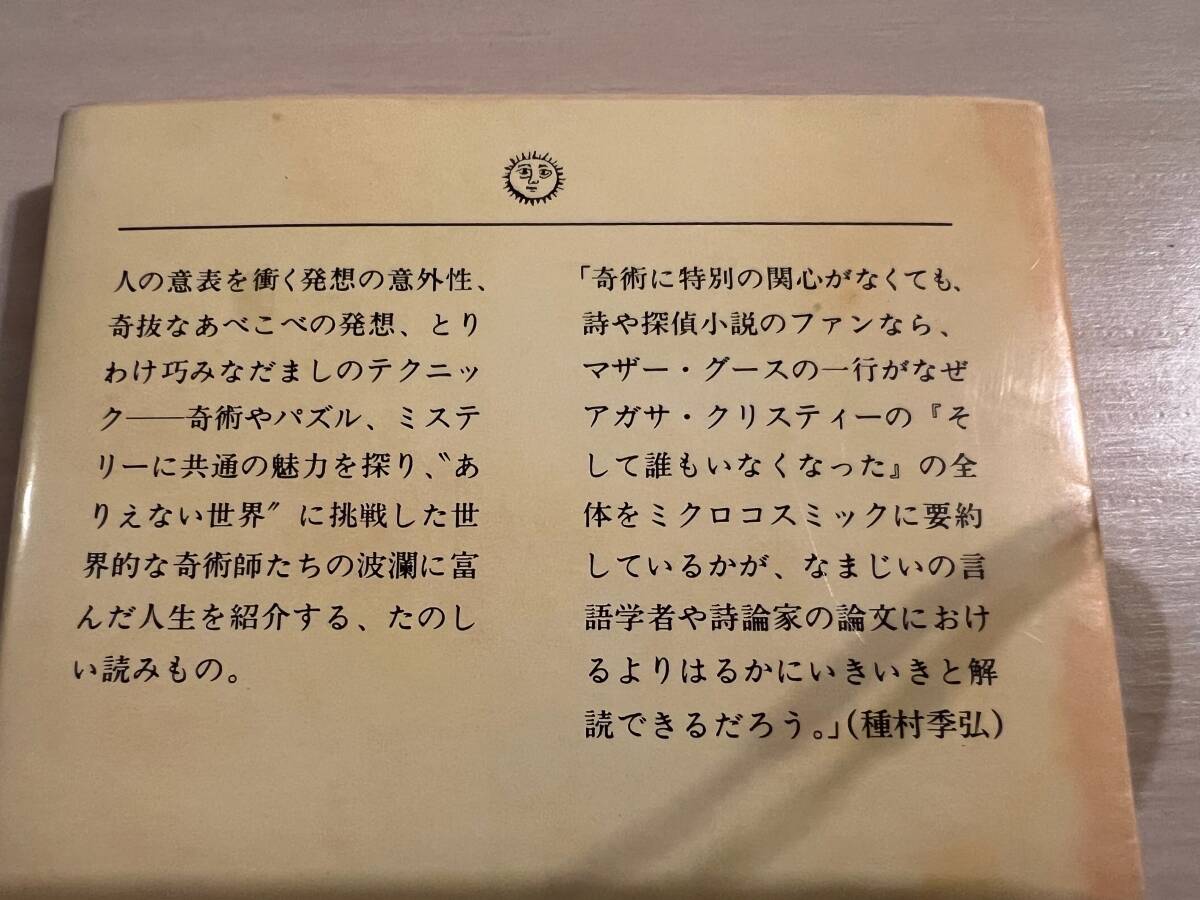 人の意表を衝く発想の意外性、
奇抜なあべこべの発想、とり
わけ巧みなだましのテクニッ
ク――奇術やパズル、ミステ
リーに共通の魅力を探り、〝あ
りえない世界〟に挑戦した世
界的な奇術師たちの波瀾に富
んだ人生を紹介する、たのし
い読みもの。
「奇術に特別の関心がなくても、
詩や探偵小説のファンなら、
マザー・グースの一行がなぜ
アガサ・クリスティーの『そ
して誰もいなくなった』の全
体をミクロコスミックに要約
しているかが、なまじいの言
語学者や詩論家の論文におけ
るよりはるかにいきいきと解
読できるだろう。」(種村季弘)